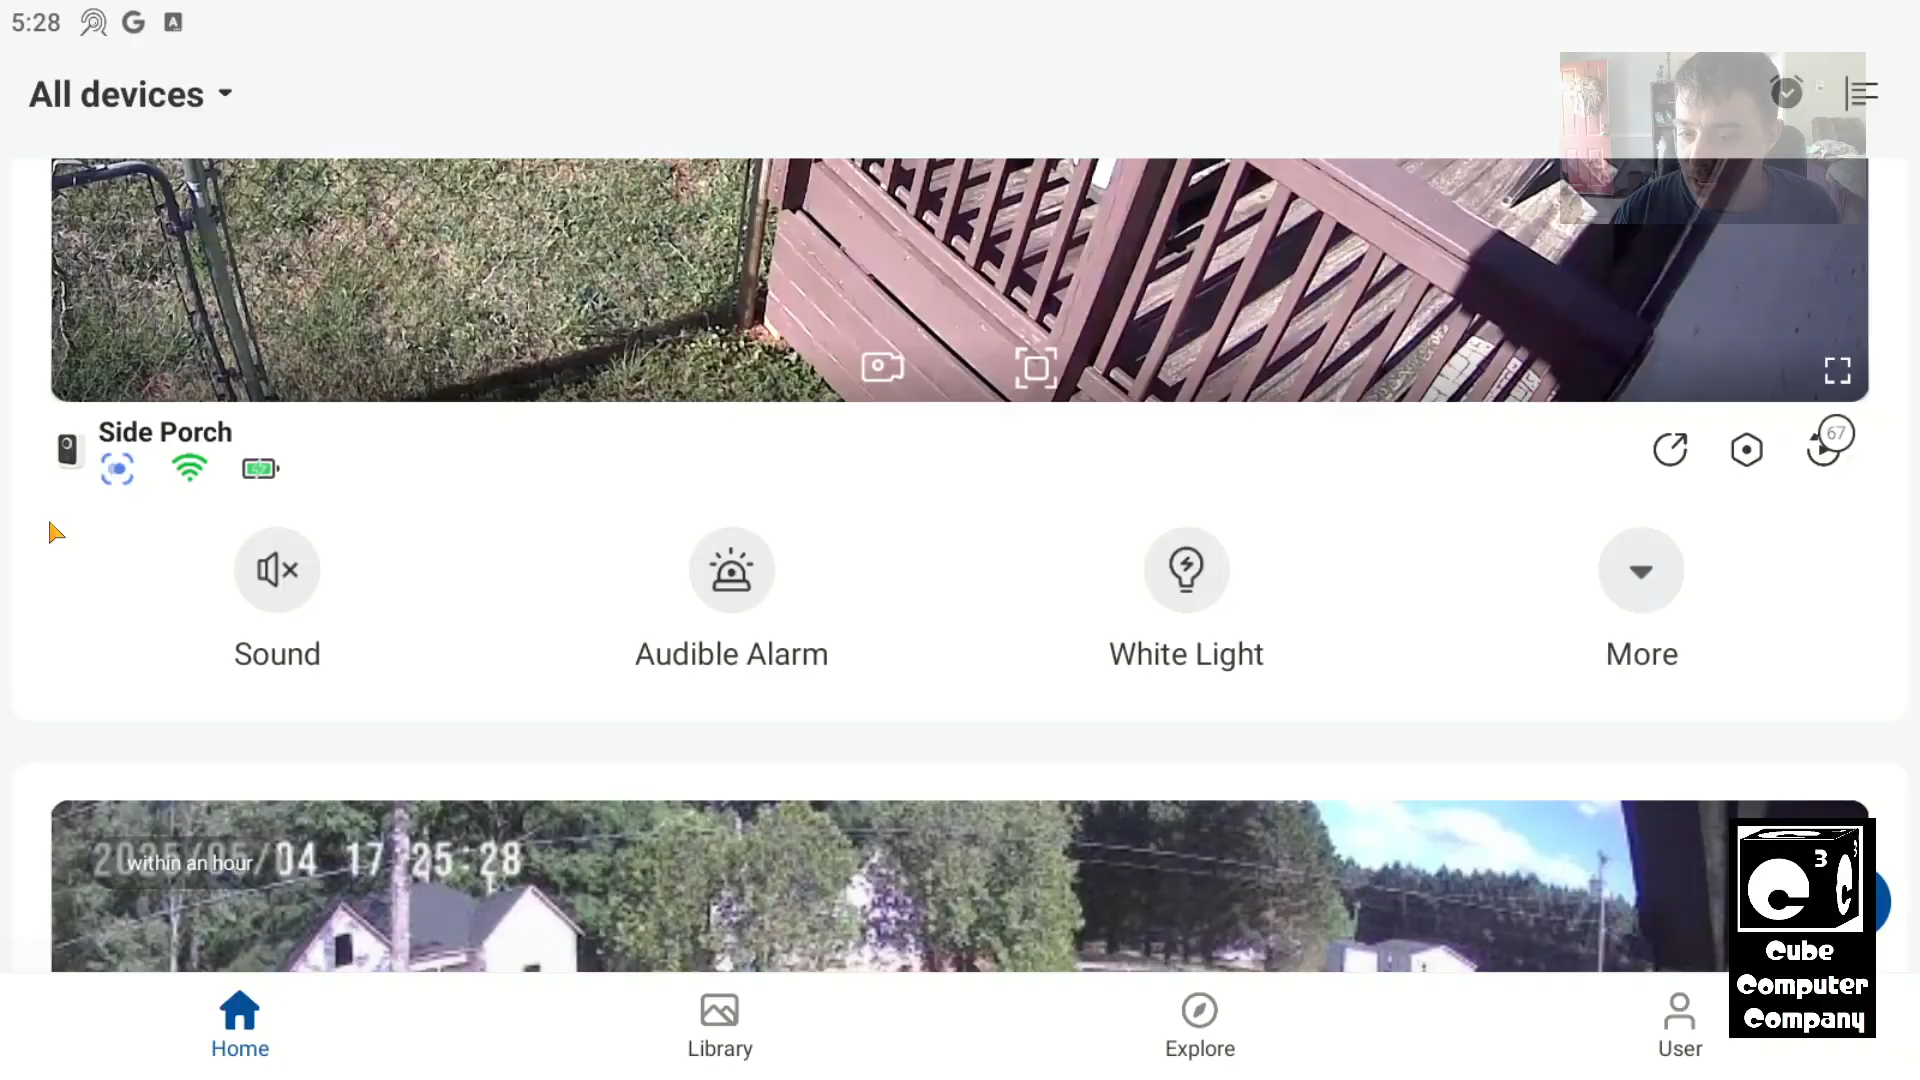 5:28
All devices
Side Porch
67
Sound
Audible Alarm
White Light
More
within an hour
/04 17:25:28
Home
Library
Explore
User
Cube
Computer
Company